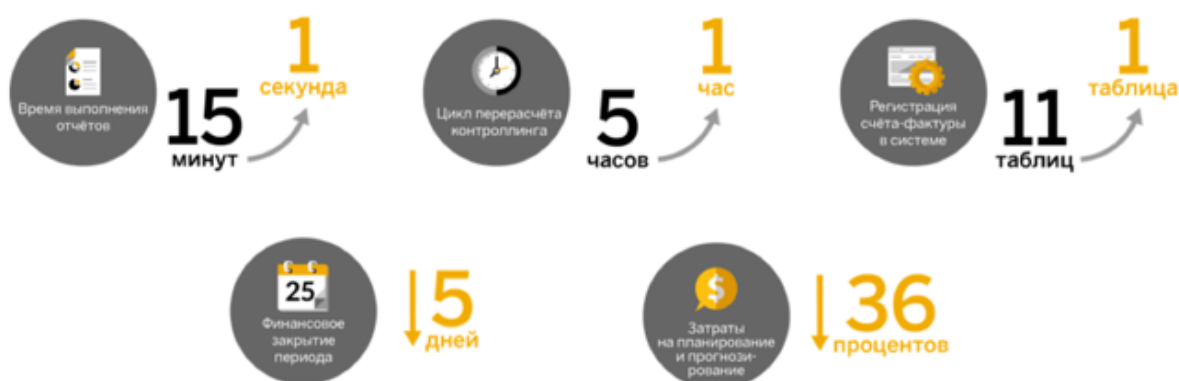 Время выполнения
отчётов
15
минут
1
секунда
Цикл перерасчёта
контроллинга
5
часов
1
час
Регистрация
счёта-фактуры
в системе
11
таблиц
1
таблица
25
Финансовое
закрытие
периода
5
дней
$
Затраты
на планирование
и прогнози-
рование
36
процентов